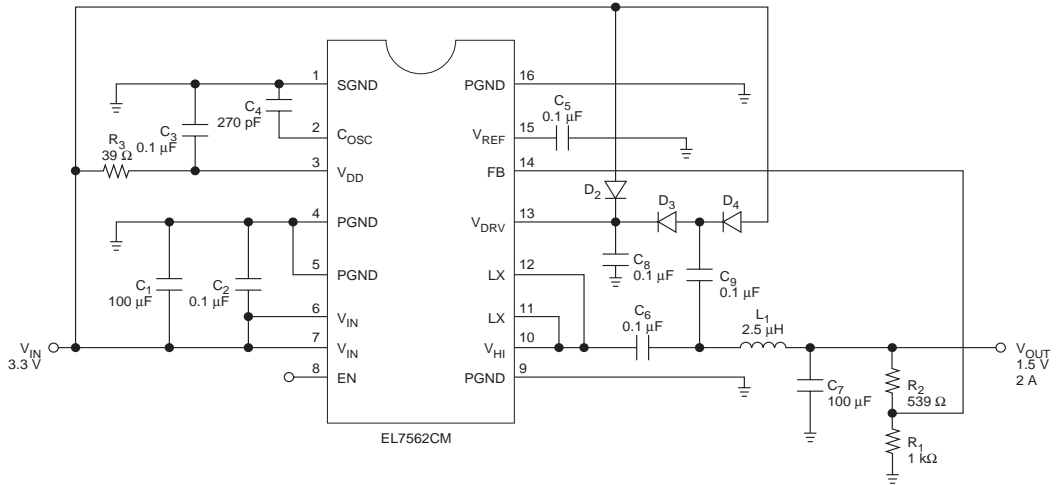 1
SGND
C4
270 pF
2
COSC
C3
0.1 µF
R3
39 Ω
3
VDD
4
PGND
5
PGND
C1
100 µF
C2
0.1 µF
6
VIN
7
VIN
8
EN
VIN
3.3 V
16
PGND
C5
0.1 µF
15
VREF
14
FB
D2
13
VDRV
D3
D4
C8
0.1 µF
12
LX
C9
0.1 µF
11
LX
C6
0.1 µF
10
VHI
L1
2.5 µH
9
PGND
C7
100 µF
R2
539 Ω
R1
1 kΩ
VOUT
1.5 V
2 A
EL7562CM